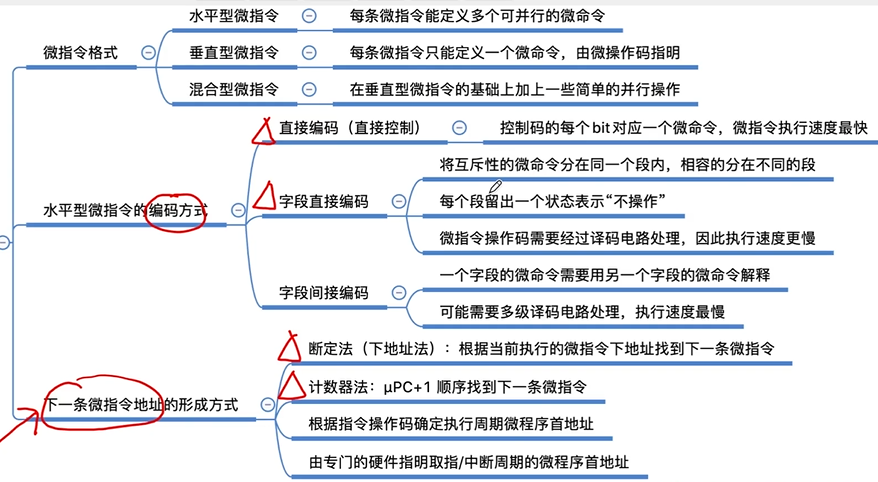 水平型微指令
每条微指令能定义多个可并行的微命令
微指令格式
垂直型微指令
每条微指令只能定义一个微命令，由微操作码指明
混合型微指令
在垂直型微指令的基础上加上一些简单的并行操作
直接编码（直接控制）
控制码的每个bit对应一个微命令，微指令执行速度最快
将互斥性的微命令分在同一个段内，相容的分在不同的段
水平型微指令的编码方式
字段直接编码
每个段留出一个状态表示“不操作”
微指令操作码需要经过译码电路处理，因此执行速度更慢
字段间接编码
一个字段的微命令需要用另一个字段的微命令解释
可能需要多级译码电路处理，执行速度最慢
断定法（下地址法）：根据当前执行的微指令下地址找到下一条微指令
下一条微指令地址的形成方式
计数器法：μPC+1 顺序找到下一条微指令
根据指令操作码确定执行周期微程序首地址
由专门的硬件指明取指/中断周期的微程序首地址